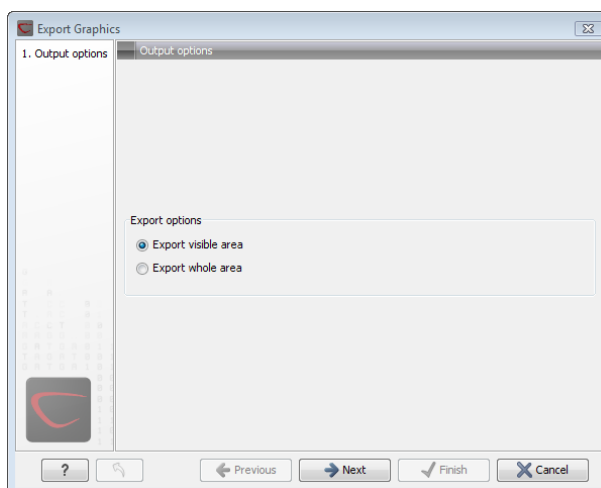 Export Graphics
1. Output options
Output options
Export options
Export visible area
Export whole area
?
Previous
Next
Finish
Cancel